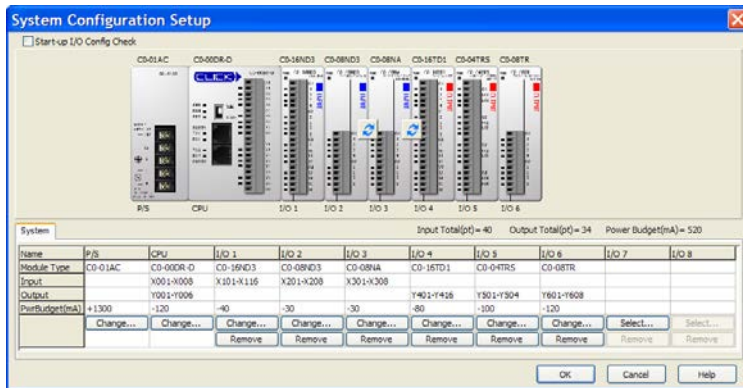 System Configuration Setup
Start-up I/O Config Check
C0-01AC C0-00DR-D C0-16ND3 C0-08ND3 C0-08NA C0-16TD1 C0-04TRS C0-08TR
CLICK
P/S CPU I/O 1 I/O 2 I/O 3 I/O 4 I/O 5 I/O 6
System Input Total(pt)= 40 Output Total(pt)= 34 Power Budget(mA)= 520
Name P/S CPU I/O 1 I/O 2 I/O 3 I/O 4 I/O 5 I/O 6 I/O 7 I/O 8
Module Type C0-01AC C0-00DR-D C0-16ND3 C0-08ND3 C0-08NA C0-16TD1 C0-04TRS C0-08TR
Input X001-X008 X101-X116 X201-X208 X301-X308
Output Y001-Y006 Y401-Y416 Y501-Y504 Y601-Y608
PwrBudget(mA) +1300 -120 -40 -30 -30 -80 -100 -120
Change... Change... Change... Change... Change... Change... Change... Change... Select... Select...
Remove Remove Remove Remove Remove Remove Remove Remove
OK Cancel Help